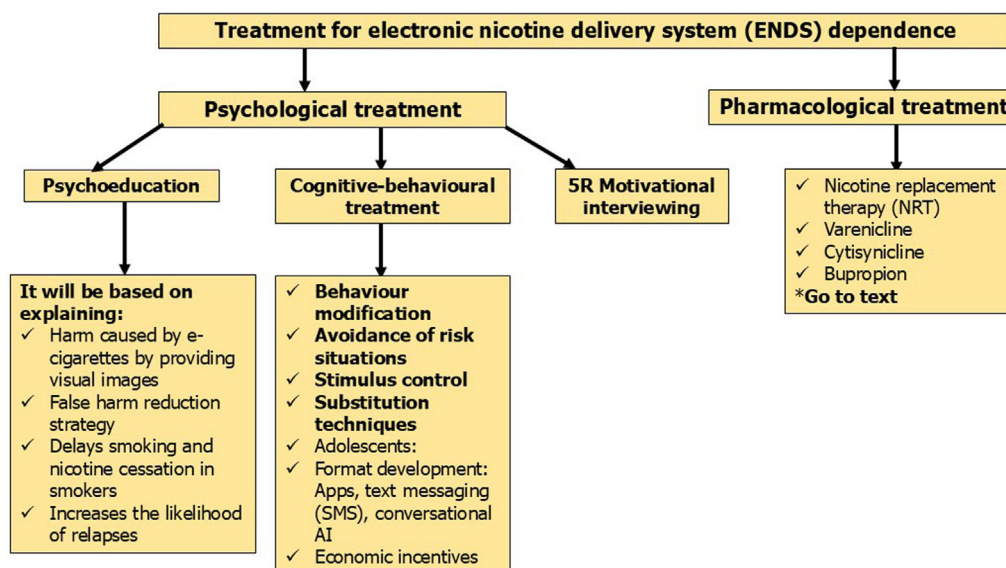 Treatment for electronic nicotine delivery system (ENDS) dependence
Psychological treatment
Pharmacological treatment
Psychoeducation
Cognitive-behavioural
treatment
5R Motivational
interviewing
✓ Nicotine replacement
therapy (NRT)
✓ Varenicline
✓ Cytisynicline
✓ Bupropion
*Go to text
It will be based on
explaining:
✓ Harm caused by e-
cigarettes by providing
visual images
✓ False harm reduction
strategy
✓ Delays smoking and
nicotine cessation in
smokers
✓ Increases the likelihood
of relapses
✓ Behaviour
modification
✓ Avoidance of risk
situations
✓ Stimulus control
✓ Substitution
techniques
✓ Adolescents:
✓ Format development:
Apps, text messaging
(SMS), conversational
AI
✓ Economic incentives